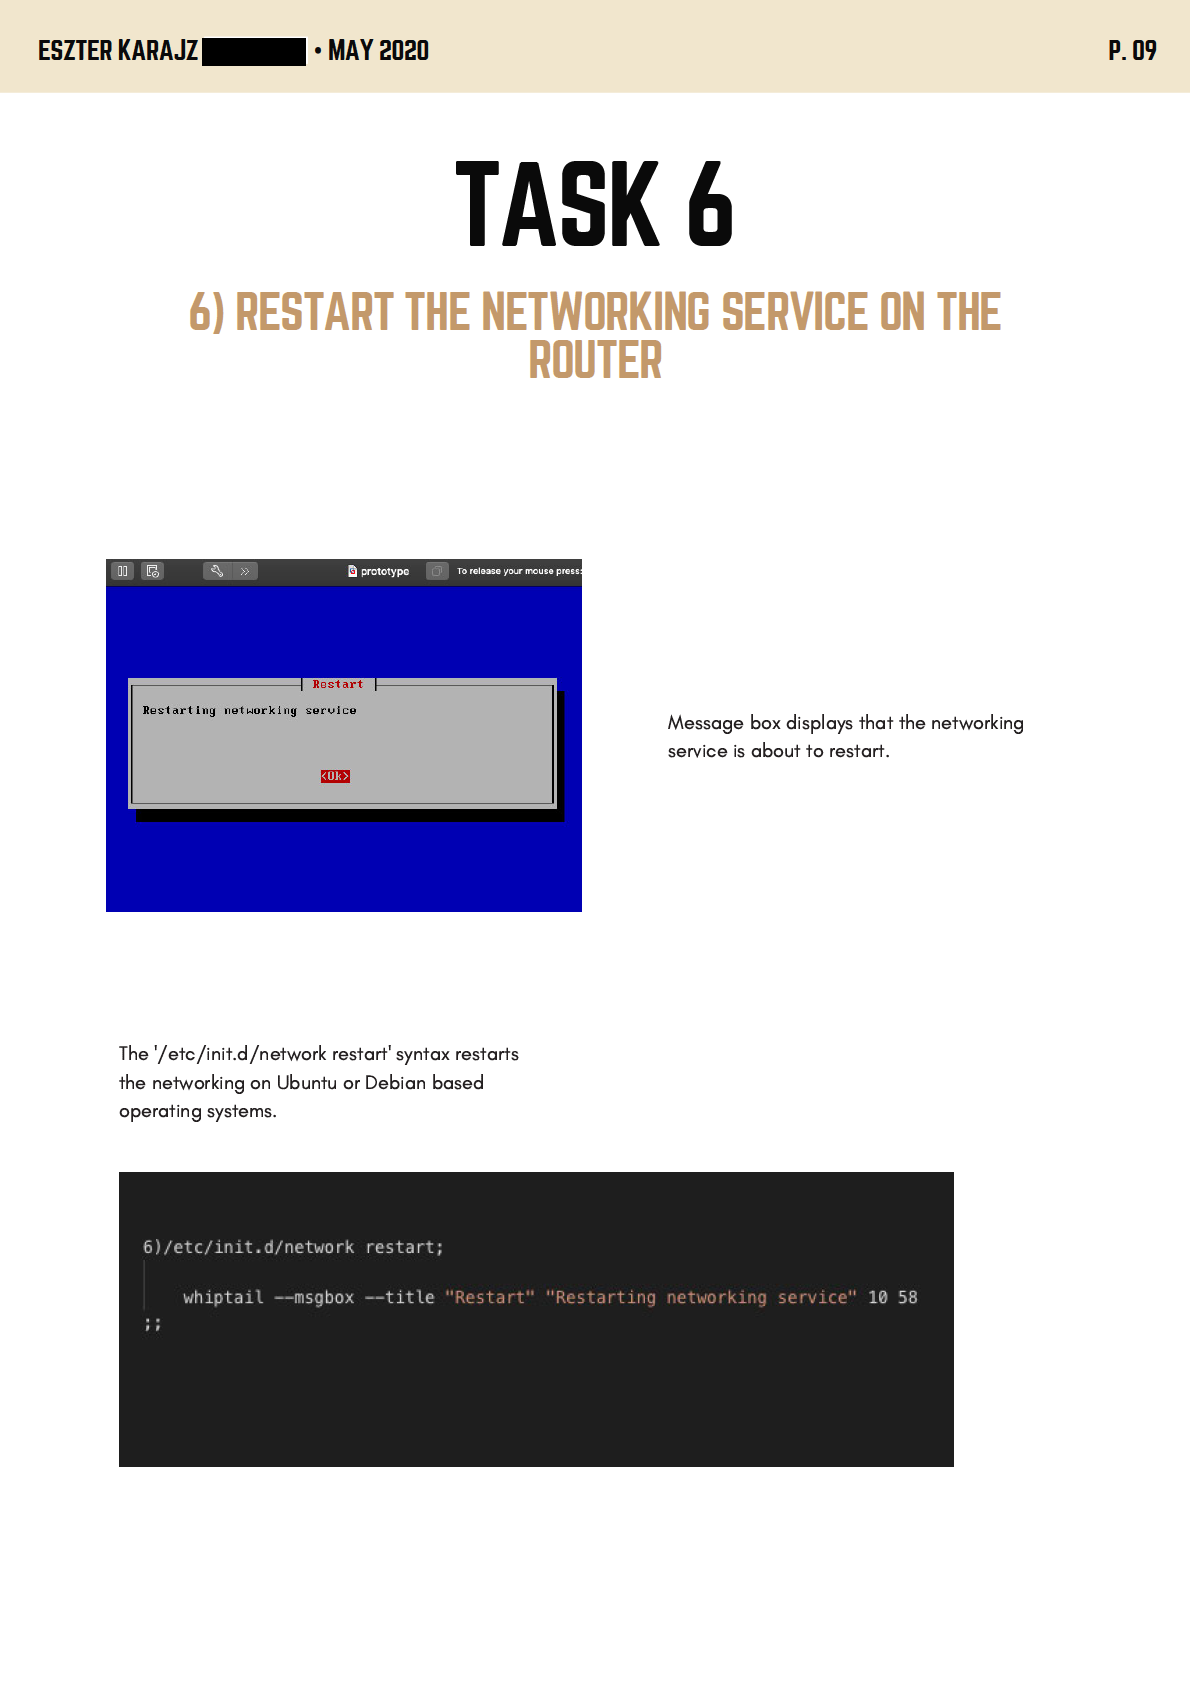 ESZTER KARAJZ • MAY 2020
P. 09
TASK 6
6) RESTART THE NETWORKING SERVICE ON THE
ROUTER
prototype
To release your mouse press:
Restart
Restarting networking service
<Ok>
Message box displays that the networking
service is about to restart.
The '/etc/init.d/network restart' syntax restarts
the networking on Ubuntu or Debian based
operating systems.
6)/etc/init.d/network restart;
whiptail --msgbox --title "Restart" "Restarting networking service" 10 58
;;